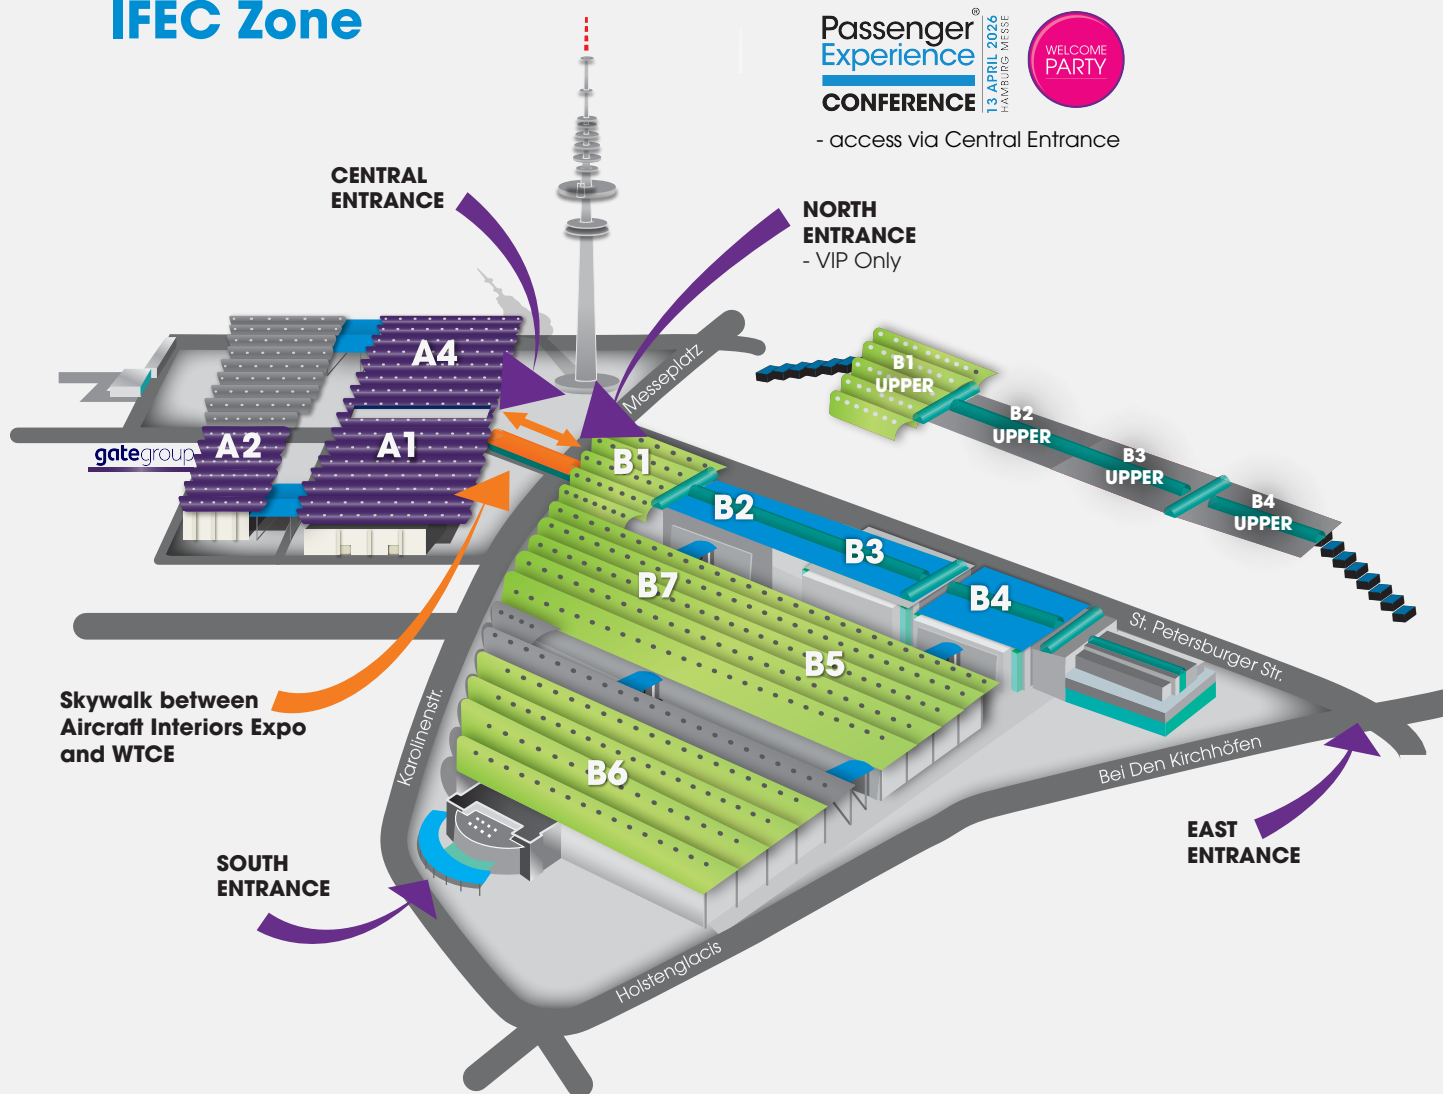 IFEC Zone
Passenger®
Experience
CONFERENCE
13 APRIL 2026
HAMBURG MESSE
WELCOME
PARTY
- access via Central Entrance
CENTRAL
ENTRANCE
NORTH
ENTRANCE
- VIP Only
Messeplatz
A4
A2
A1
gategroup
B1
UPPER
B2
UPPER
B3
UPPER
B4
UPPER
B1
B2
B3
B4
B7
B5
B6
St. Petersburger Str.
Skywalk between
Aircraft Interiors Expo
and WTCE
Karolinenstr.
Bei Den Kirchhöfen
EAST
ENTRANCE
SOUTH
ENTRANCE
Holstenglacis